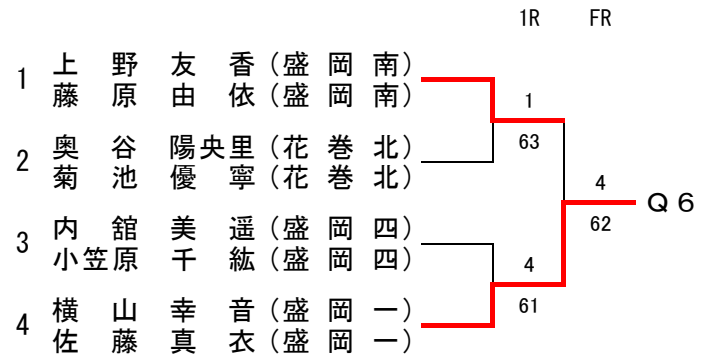 1R FR
1 上野友香(盛岡南)
藤原由依(盛岡南)
2 奥谷陽央里(花巻北)
菊池優寧(花巻北)
3 内舘美遥(盛岡四)
小笠原千紘(盛岡四)
4 横山幸音(盛岡一)
佐藤真衣(盛岡一)
1
63
4
61
4
62
Q6